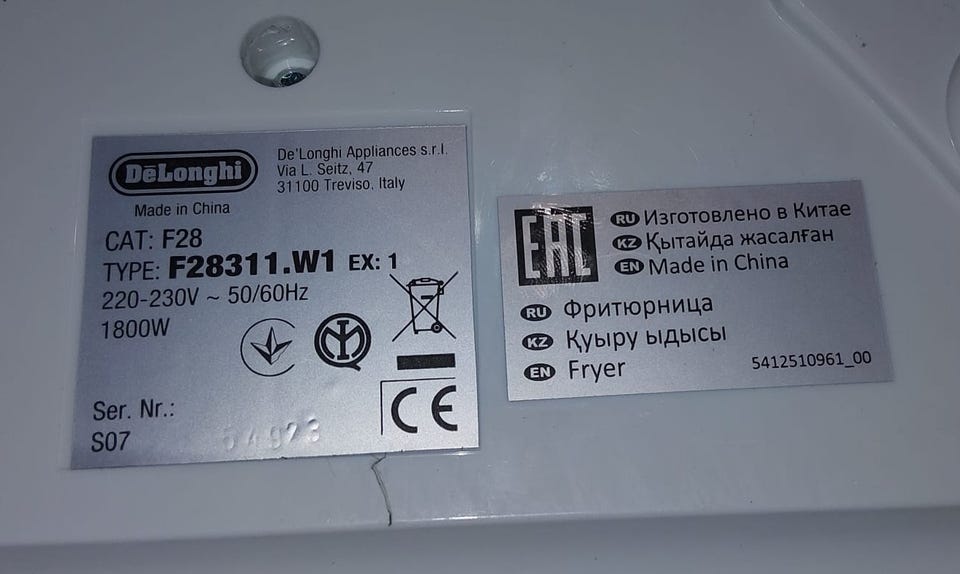 DeLonghi
De'Longhi Appliances s.r.l.
Via L. Seitz, 47
31100 Treviso, Italy
Made in China
CAT: F28
TYPE: F28311.W1 EX: 1
220-230V ~ 50/60Hz
1800W
Ser. Nr.:
S07
54923
CE
EAC
RU Изготовлено в Китае
KZ Қытайда жасалған
EN Made in China
RU Фритюрница
KZ Қуыру ыдысы
EN Fryer
5412510961_00